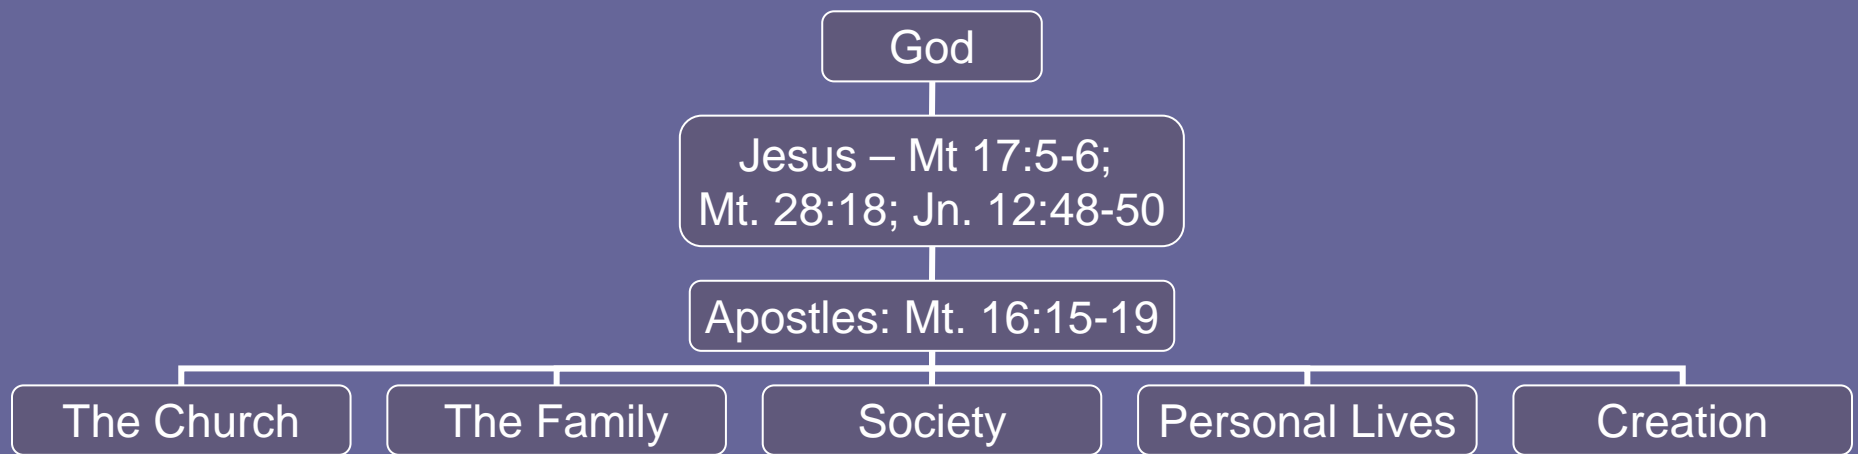 God
Jesus – Mt 17:5-6;
Mt. 28:18; Jn. 12:48-50
Apostles: Mt. 16:15-19
The Church
The Family
Society
Personal Lives
Creation